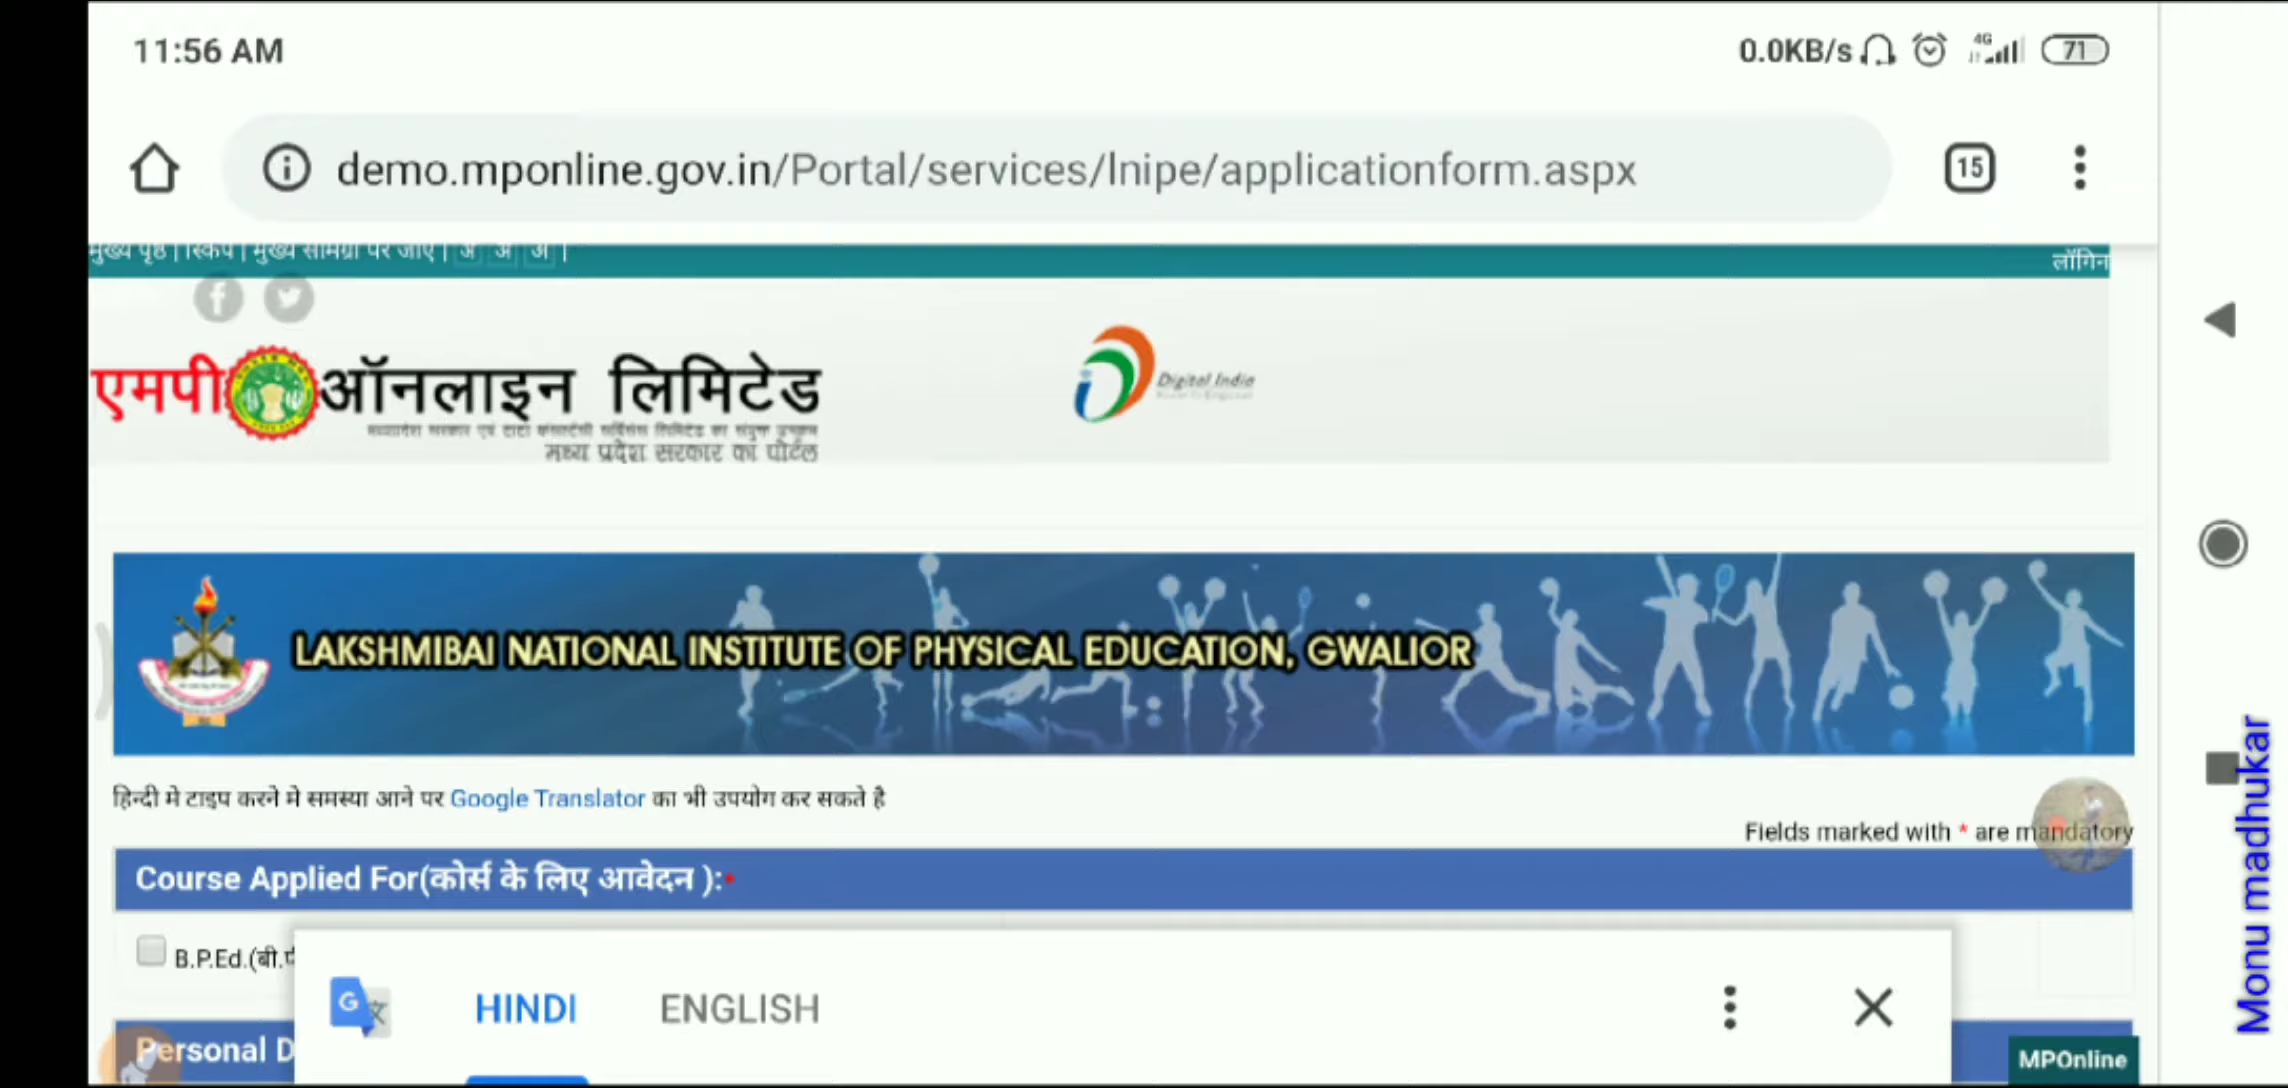 11:56 AM
0.0KB/s 4G 71
demo.mponline.gov.in/Portal/services/lnipe/applicationform.aspx
15
मुख्य पृष्ठ | स्किप | मुख्य सामग्री पर जाएं | अ अ अ |
लॉगिन
एमपी ऑनलाइन लिमिटेड
Digital India
मध्य प्रदेश सरकार का पोर्टल
LAKSHMIBAI NATIONAL INSTITUTE OF PHYSICAL EDUCATION, GWALIOR
हिन्दी मे टाइप करने मे समस्या आने पर Google Translator का भी उपयोग कर सकते है
Fields marked with * are mandatory
Course Applied For(कोर्स के लिए आवेदन ):*
B.P.Ed.(बी.
HINDI ENGLISH
Personal D
MPOnline
Monu madhukar